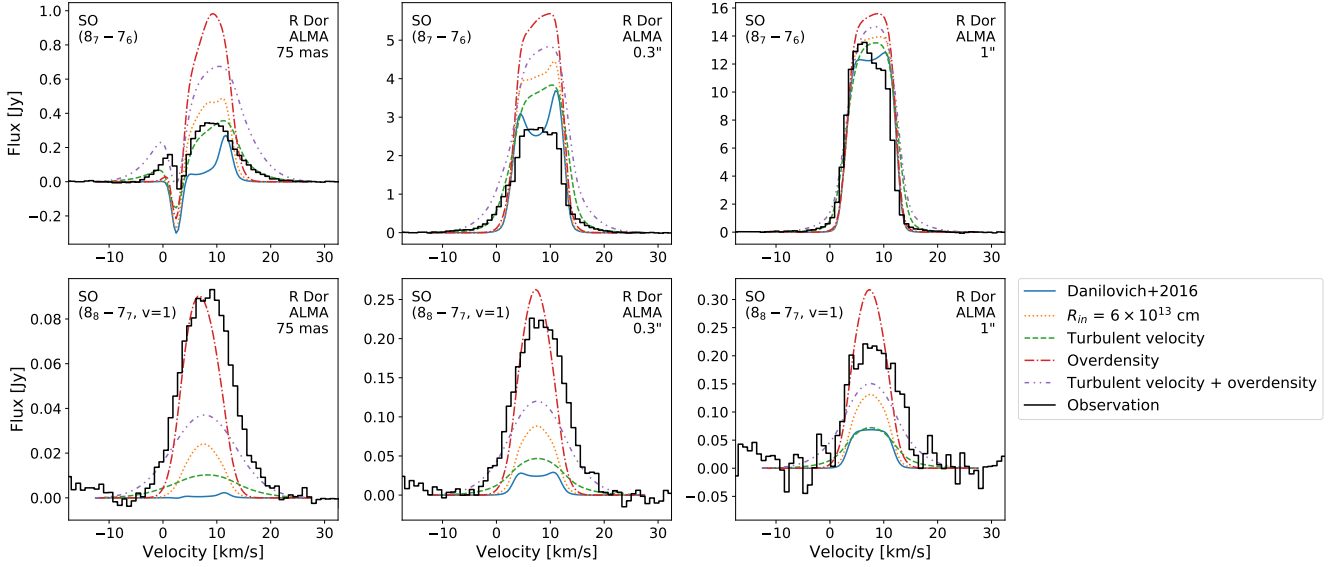 SO
(8₇ − 7₆)
R Dor
ALMA
75 mas
Flux [Jy]
1.0
0.8
0.6
0.4
0.2
0.0
−0.2
−10 0 10 20 30
SO
(8₇ − 7₆)
R Dor
ALMA
0.3"
5
4
3
2
1
0
−10 0 10 20 30
SO
(8₇ − 7₆)
R Dor
ALMA
1"
16
14
12
10
8
6
4
2
0
−10 0 10 20 30
SO
(8₈ − 7₇, v=1)
R Dor
ALMA
75 mas
Flux [Jy]
0.08
0.06
0.04
0.02
0.00
−10 0 10 20 30
Velocity [km/s]
SO
(8₈ − 7₇, v=1)
R Dor
ALMA
0.3"
0.25
0.20
0.15
0.10
0.05
0.00
−10 0 10 20 30
Velocity [km/s]
SO
(8₈ − 7₇, v=1)
R Dor
ALMA
1"
0.30
0.25
0.20
0.15
0.10
0.05
0.00
−0.05
−10 0 10 20 30
Velocity [km/s]
Danilovich+2016
R_in = 6 × 10¹³ cm
Turbulent velocity
Overdensity
Turbulent velocity + overdensity
Observation